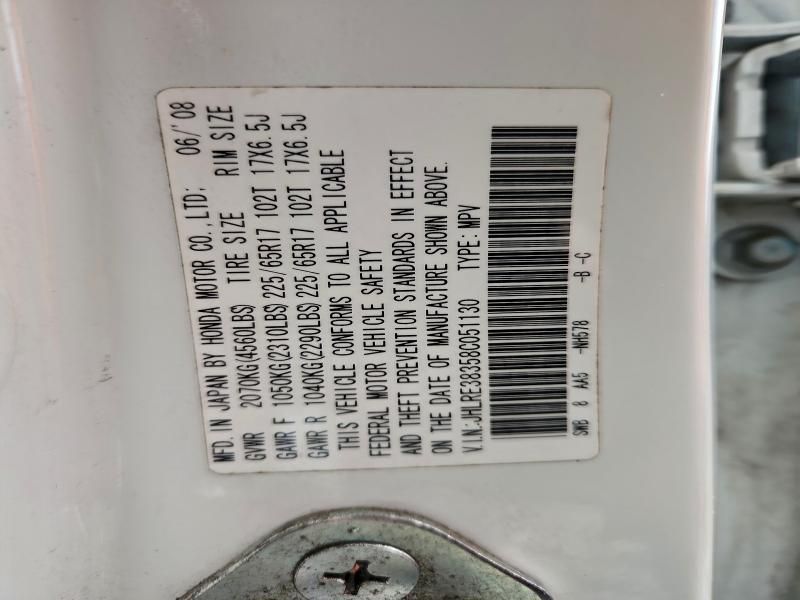 MFD. IN JAPAN BY HONDA MOTOR CO., LTD; 06/'08
GVWR 2070KG(4560LBS) TIRE SIZE RIM SIZE
GAWR F 1050KG(2310LBS) 225/65R17 102T 17X6.5J
GAWR R 1040KG(2290LBS) 225/65R17 102T 17X6.5J
THIS VEHICLE CONFORMS TO ALL APPLICABLE
FEDERAL MOTOR VEHICLE SAFETY
AND THEFT PREVENTION STANDARDS IN EFFECT
ON THE DATE OF MANUFACTURE SHOWN ABOVE.
V.I.N:JHLRE38358C051130 TYPE: MPV
SWB 8 AA5 -NH578 -B -C